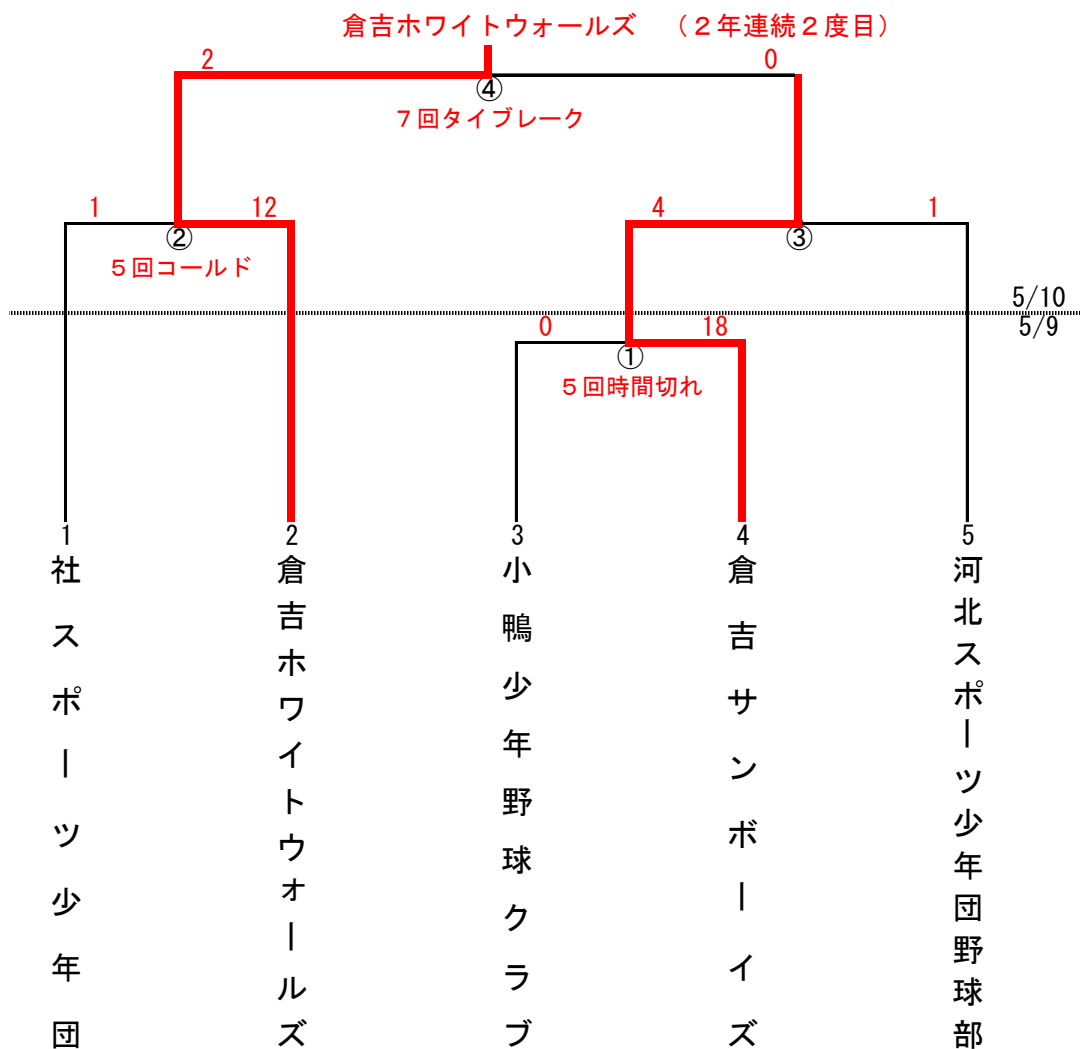 倉吉ホワイトウォールズ （２年連続２度目）
2
0
④
７回タイブレーク
1
12
4
1
②
③
５回コールド
5/10
5/9
0
18
①
５回時間切れ
1
2
3
4
5
社スポーツ少年団
倉吉ホワイトウォールズ
小鴨少年野球クラブ
倉吉サンボーイズ
河北スポーツ少年団野球部